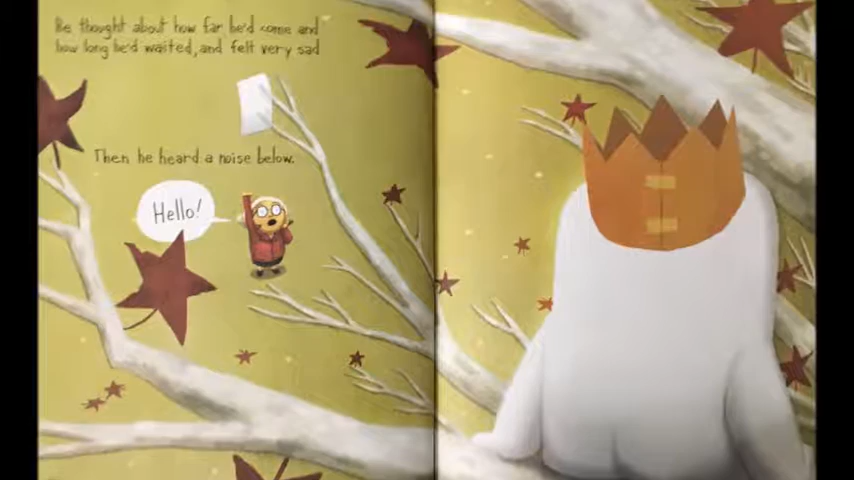 He thought about how far he'd come and
how long he'd waited, and felt very sad
Then he heard a noise below.
Hello!